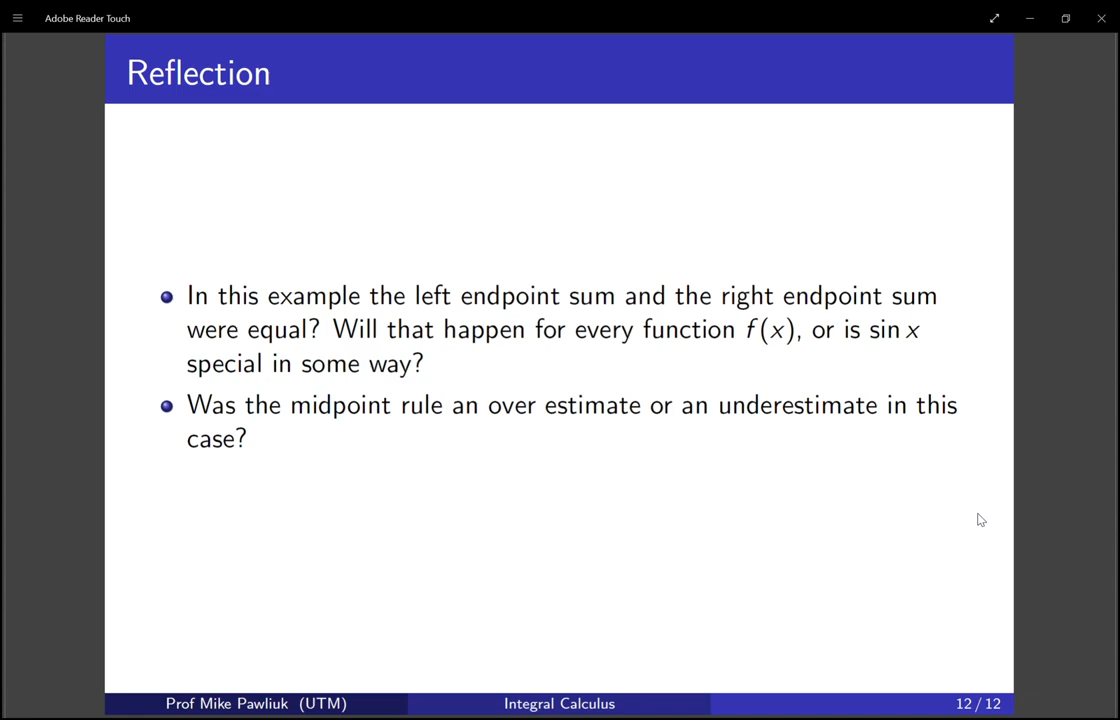 Adobe Reader Touch
Reflection
In this example the left endpoint sum and the right endpoint sum
were equal? Will that happen for every function f(x), or is sin x
special in some way?
Was the midpoint rule an over estimate or an underestimate in this
case?
Prof Mike Pawliuk (UTM) Integral Calculus 12 / 12